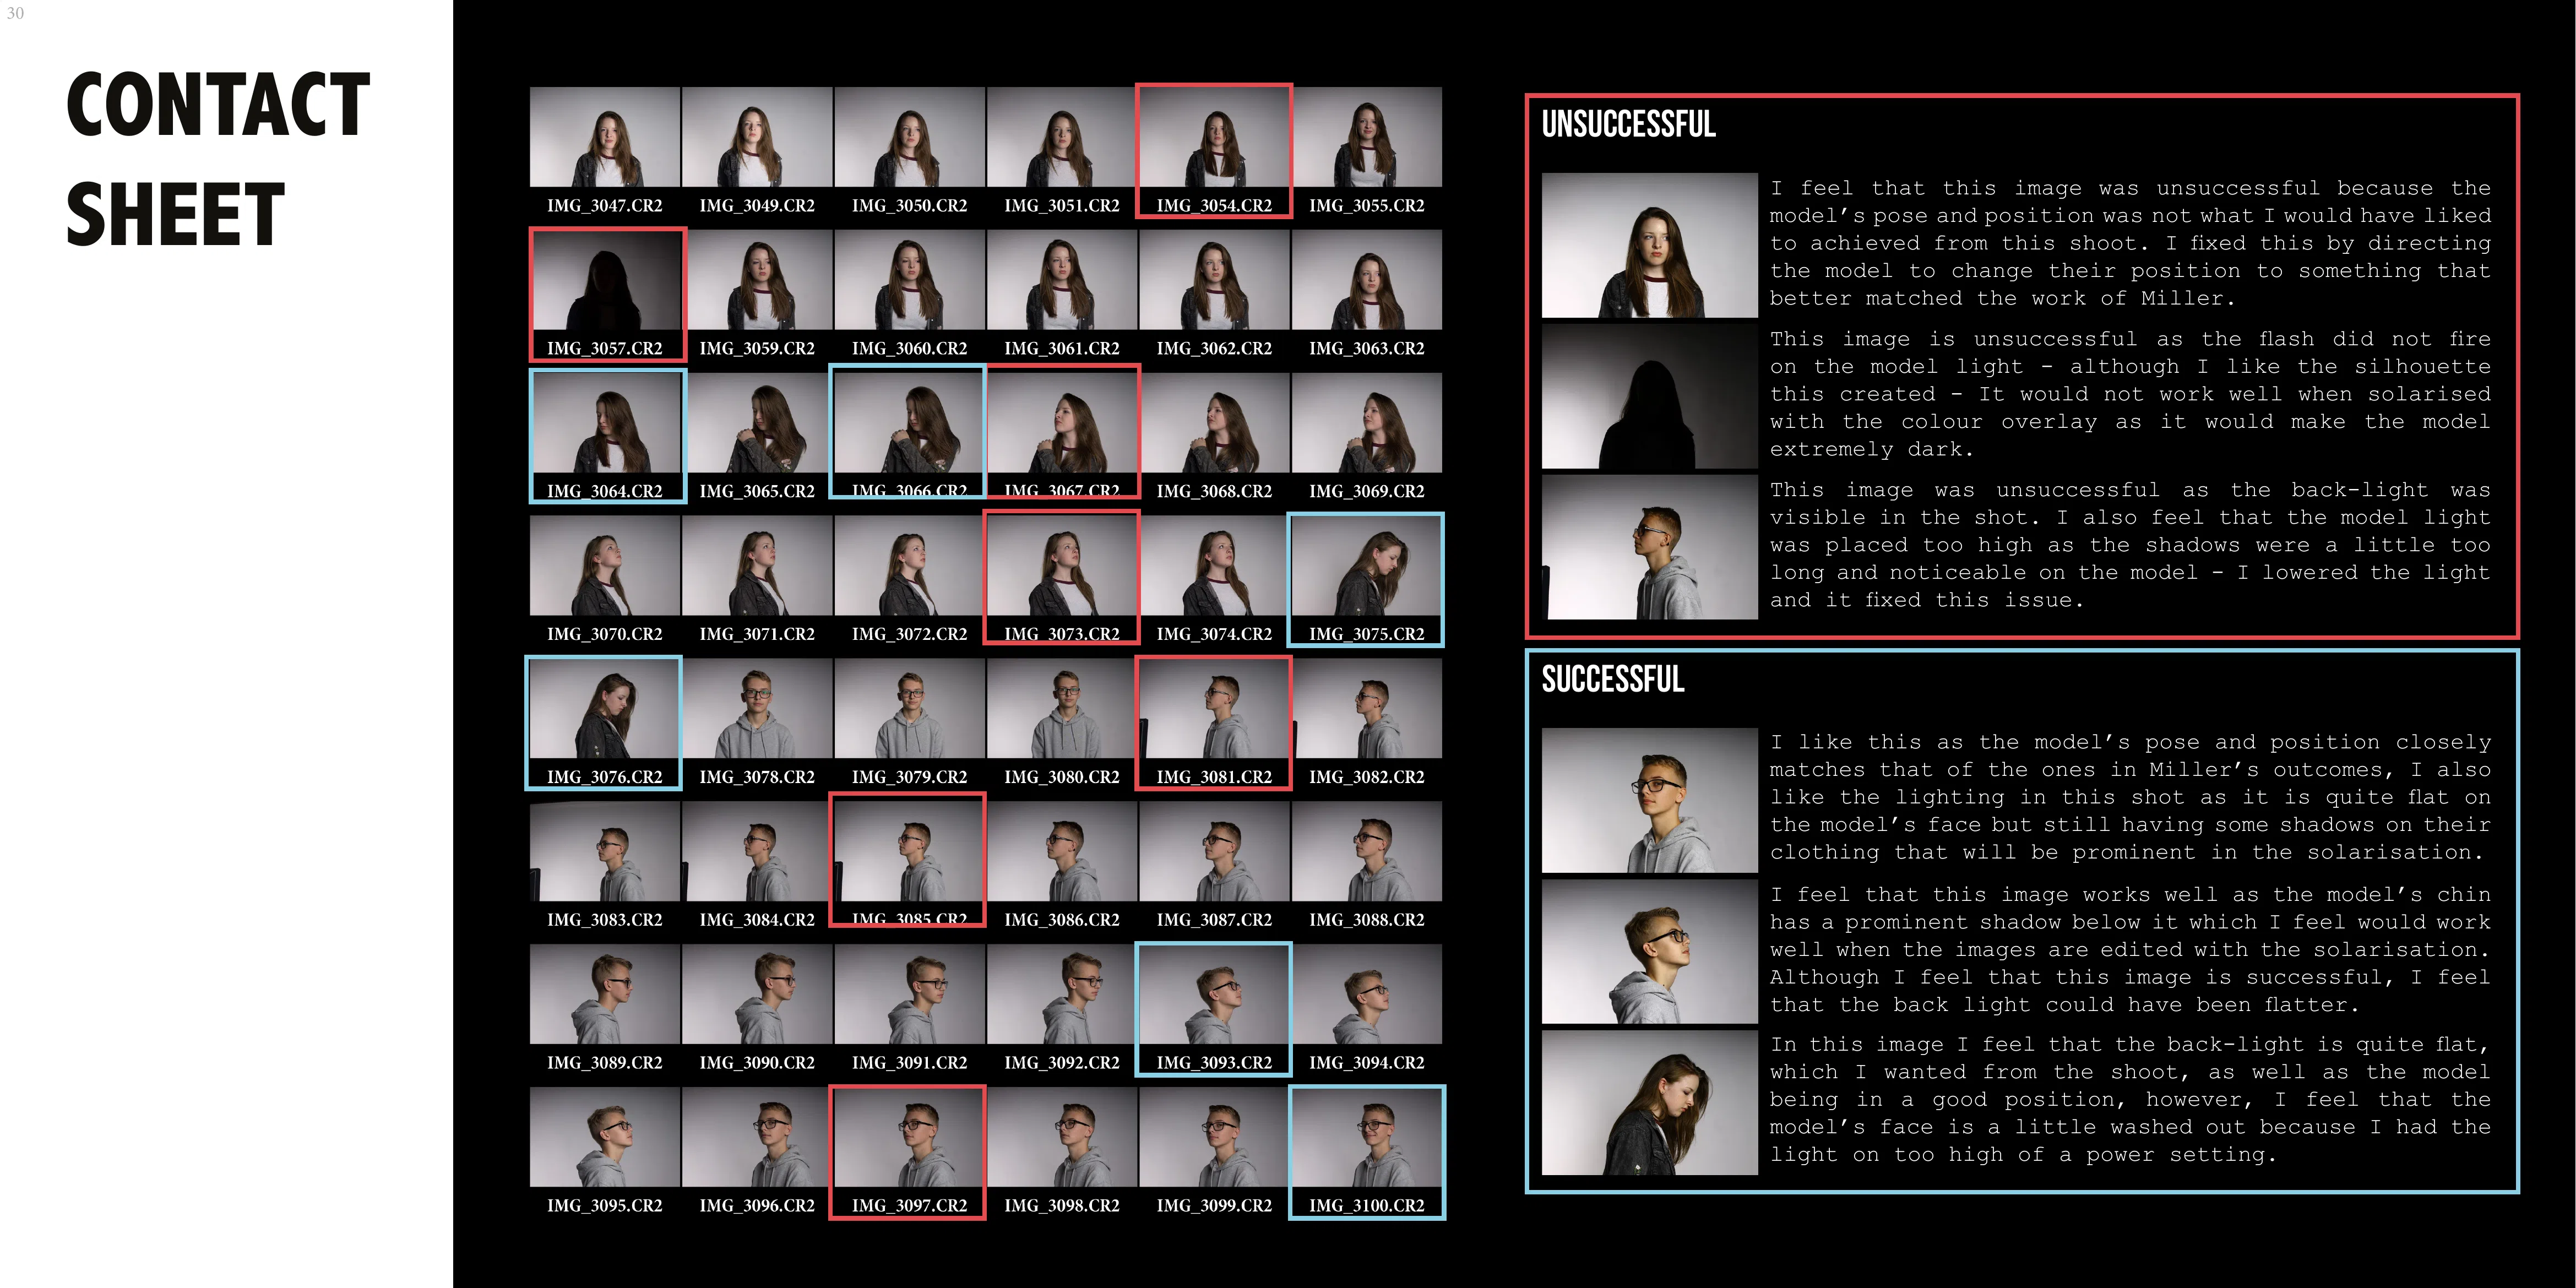 30
CONTACT
SHEET
IMG_3047.CR2 IMG_3049.CR2 IMG_3050.CR2 IMG_3051.CR2 IMG_3054.CR2 IMG_3055.CR2
IMG_3057.CR2 IMG_3059.CR2 IMG_3060.CR2 IMG_3061.CR2 IMG_3062.CR2 IMG_3063.CR2
IMG_3064.CR2 IMG_3065.CR2 IMG_3066.CR2 IMG_3067.CR2 IMG_3068.CR2 IMG_3069.CR2
IMG_3070.CR2 IMG_3071.CR2 IMG_3072.CR2 IMG_3073.CR2 IMG_3074.CR2 IMG_3075.CR2
IMG_3076.CR2 IMG_3078.CR2 IMG_3079.CR2 IMG_3080.CR2 IMG_3081.CR2 IMG_3082.CR2
IMG_3083.CR2 IMG_3084.CR2 IMG_3085.CR2 IMG_3086.CR2 IMG_3087.CR2 IMG_3088.CR2
IMG_3089.CR2 IMG_3090.CR2 IMG_3091.CR2 IMG_3092.CR2 IMG_3093.CR2 IMG_3094.CR2
IMG_3095.CR2 IMG_3096.CR2 IMG_3097.CR2 IMG_3098.CR2 IMG_3099.CR2 IMG_3100.CR2
UNSUCCESSFUL
I feel that this image was unsuccessful because the
model's pose and position was not what I would have liked
to achieved from this shoot. I fixed this by directing
the model to change their position to something that
better matched the work of Miller.
This image is unsuccessful as the flash did not fire
on the model light - although I like the silhouette
this created - It would not work well when solarised
with the colour overlay as it would make the model
extremely dark.
This image was unsuccessful as the back-light was
visible in the shot. I also feel that the model light
was placed too high as the shadows were a little too
long and noticeable on the model - I lowered the light
and it fixed this issue.
SUCCESSFUL
I like this as the model's pose and position closely
matches that of the ones in Miller's outcomes, I also
like the lighting in this shot as it is quite flat on
the model's face but still having some shadows on their
clothing that will be prominent in the solarisation.
I feel that this image works well as the model's chin
has a prominent shadow below it which I feel would work
well when the images are edited with the solarisation.
Although I feel that this image is successful, I feel
that the back light could have been flatter.
In this image I feel that the back-light is quite flat,
which I wanted from the shoot, as well as the model
being in a good position, however, I feel that the
model's face is a little washed out because I had the
light on too high of a power setting.